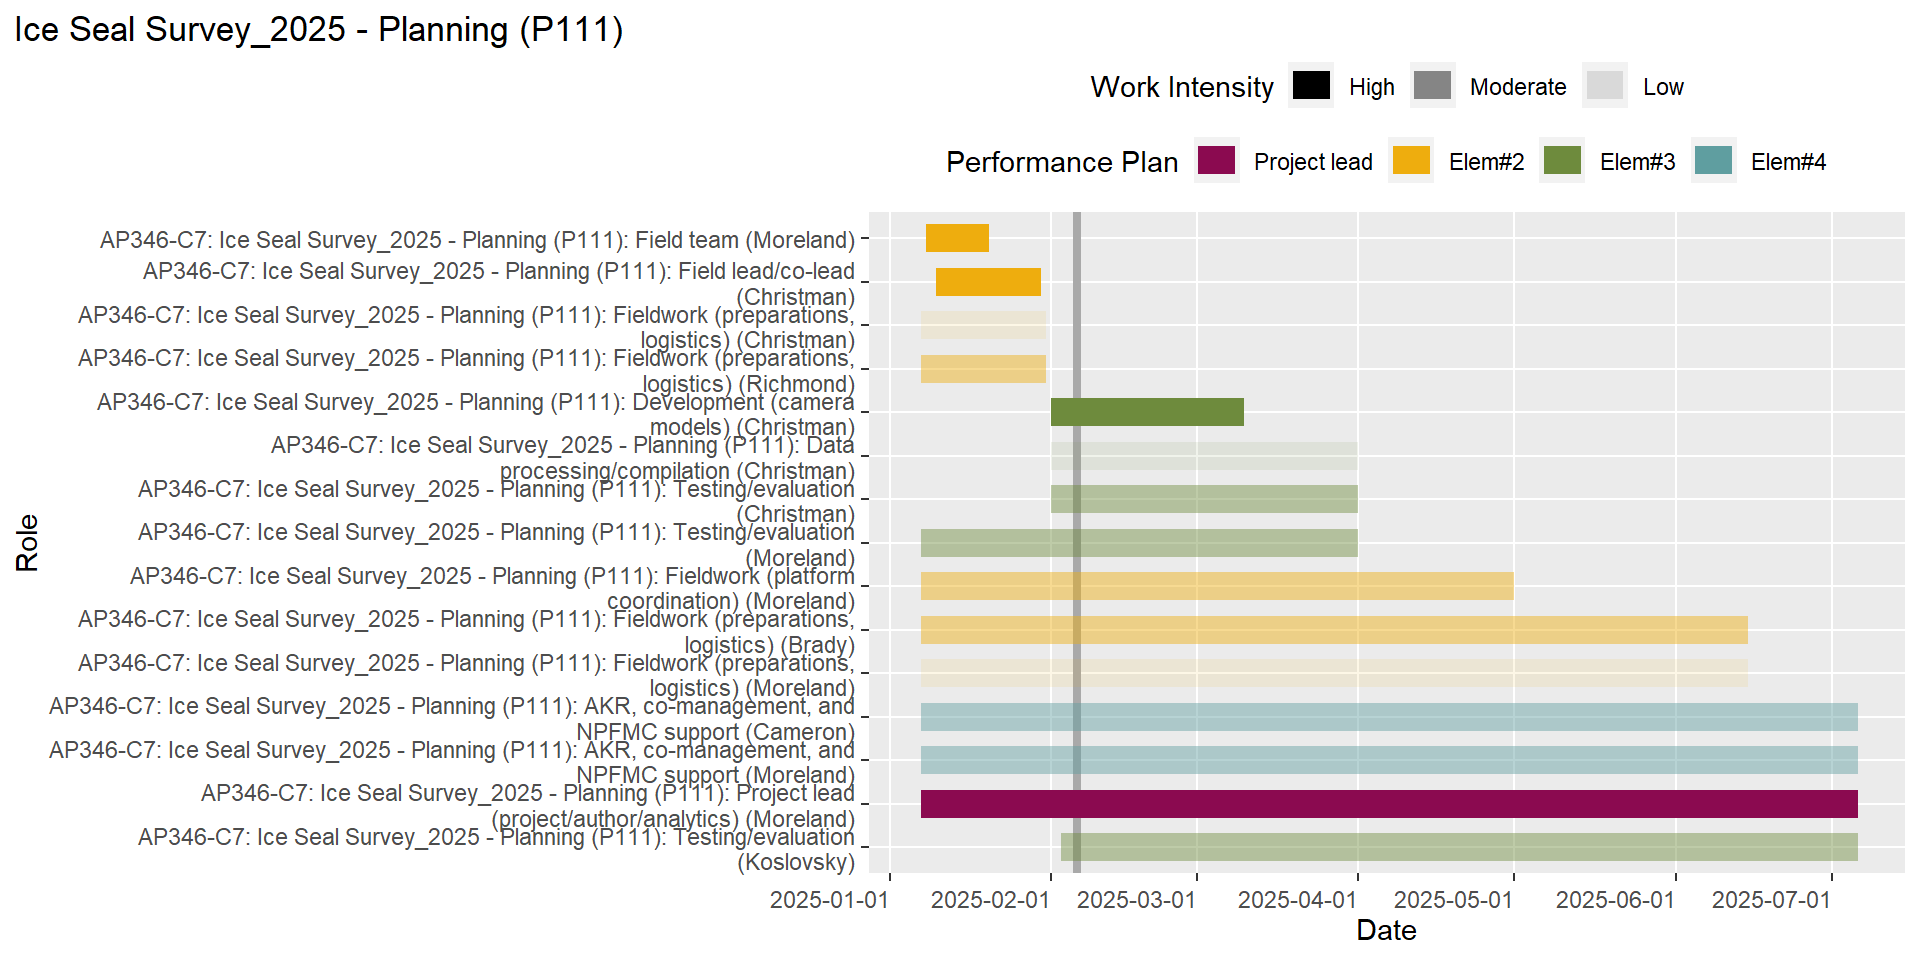 Ice Seal Survey_2025 - Planning (P111)
Work Intensity High Moderate Low
Performance Plan Project lead Elem#2 Elem#3 Elem#4
AP346-C7: Ice Seal Survey_2025 - Planning (P111): Field team (Moreland)
AP346-C7: Ice Seal Survey_2025 - Planning (P111): Field lead/co-lead
(Christman)
AP346-C7: Ice Seal Survey_2025 - Planning (P111): Fieldwork (preparations,
logistics) (Christman)
AP346-C7: Ice Seal Survey_2025 - Planning (P111): Fieldwork (preparations,
logistics) (Richmond)
AP346-C7: Ice Seal Survey_2025 - Planning (P111): Development (camera
models) (Christman)
AP346-C7: Ice Seal Survey_2025 - Planning (P111): Data
processing/compilation (Christman)
AP346-C7: Ice Seal Survey_2025 - Planning (P111): Testing/evaluation
(Christman)
AP346-C7: Ice Seal Survey_2025 - Planning (P111): Testing/evaluation
(Moreland)
AP346-C7: Ice Seal Survey_2025 - Planning (P111): Fieldwork (platform
coordination) (Moreland)
AP346-C7: Ice Seal Survey_2025 - Planning (P111): Fieldwork (preparations,
logistics) (Brady)
AP346-C7: Ice Seal Survey_2025 - Planning (P111): Fieldwork (preparations,
logistics) (Moreland)
AP346-C7: Ice Seal Survey_2025 - Planning (P111): AKR, co-management, and
NPFMC support (Cameron)
AP346-C7: Ice Seal Survey_2025 - Planning (P111): AKR, co-management, and
NPFMC support (Moreland)
AP346-C7: Ice Seal Survey_2025 - Planning (P111): Project lead
(project/author/analytics) (Moreland)
AP346-C7: Ice Seal Survey_2025 - Planning (P111): Testing/evaluation
(Koslovsky)
Role
2025-01-01 2025-02-01 2025-03-01 2025-04-01 2025-05-01 2025-06-01 2025-07-01
Date